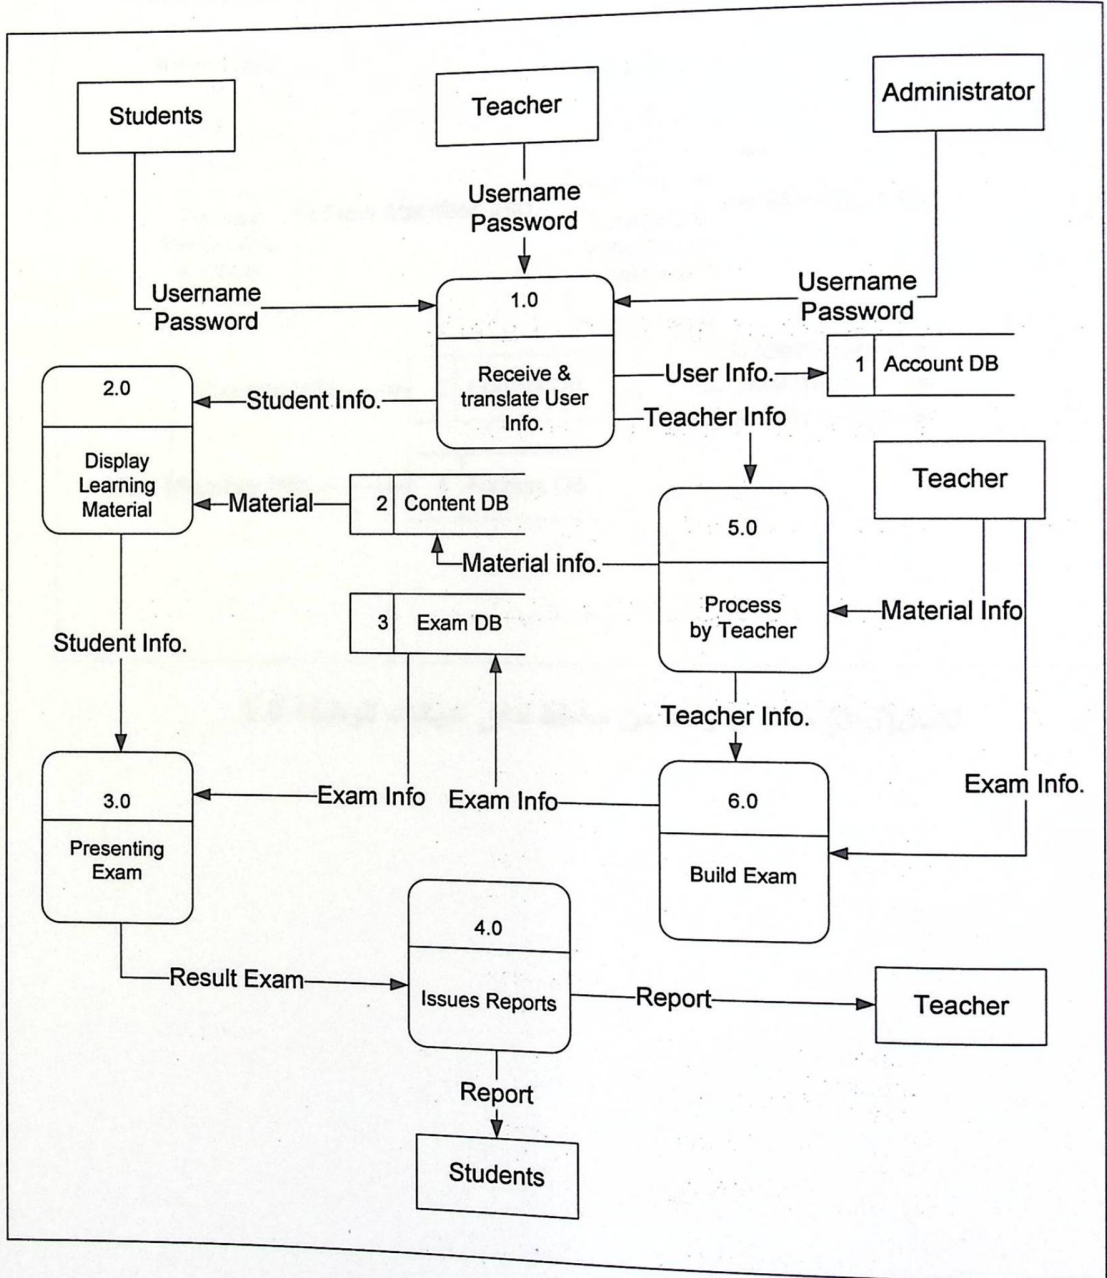 Students
Teacher
Administrator
Username
Password
Username
Password
Username
Password
1.0
Receive &
translate User
Info.
User Info.
1 Account DB
Teacher Info
2.0
Display
Learning
Material
Student Info.
Material
2 Content DB
Material info.
5.0
Process
by Teacher
Teacher
Material Info
3 Exam DB
Student Info.
Teacher Info.
Exam Info.
3.0
Presenting
Exam
Exam Info
Exam Info
6.0
Build Exam
4.0
Issues Reports
Result Exam
Report
Teacher
Report
Students